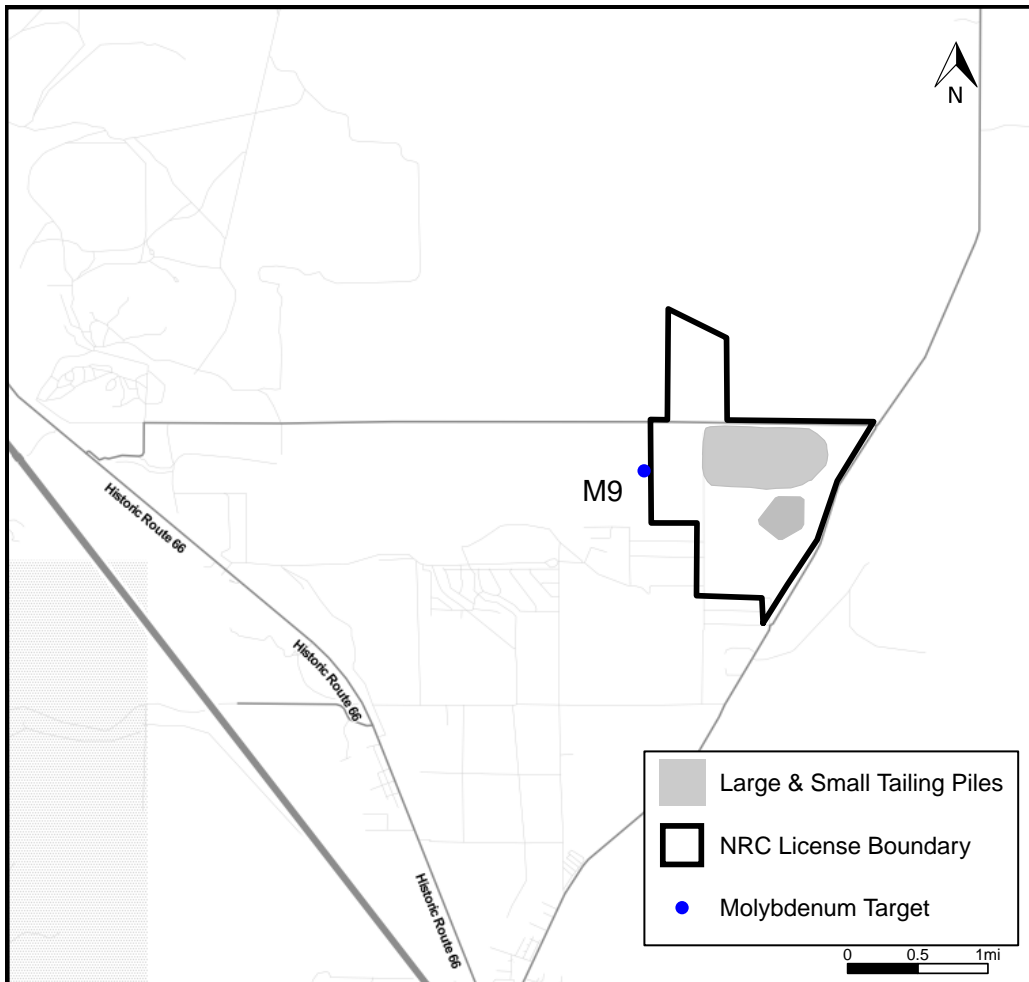 N
M9
Historic Route 66
Historic Route 66
Historic Route 66
Large & Small Tailing Piles
NRC License Boundary
Molybdenum Target
0 0.5 1mi